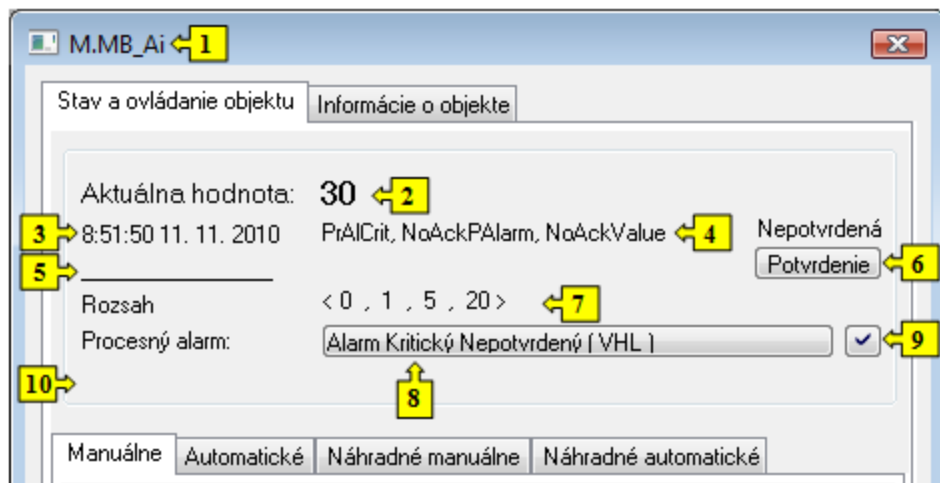 M.MB_Ai 1
Stav a ovládanie objektu Informácie o objekte
Aktuálna hodnota: 30 2
3 8:51:50 11. 11. 2010 PrAlCrit, NoAckPAlarm, NoAckValue 4 Nepotvrdená
5 Potvrdenie 6
Rozsah < 0 , 1 , 5 , 20 > 7
Procesný alarm: Alarm Kritický Nepotvrdený ( VHL ) 9
10 8
Manuálne Automatické Náhradné manuálne Náhradné automatické